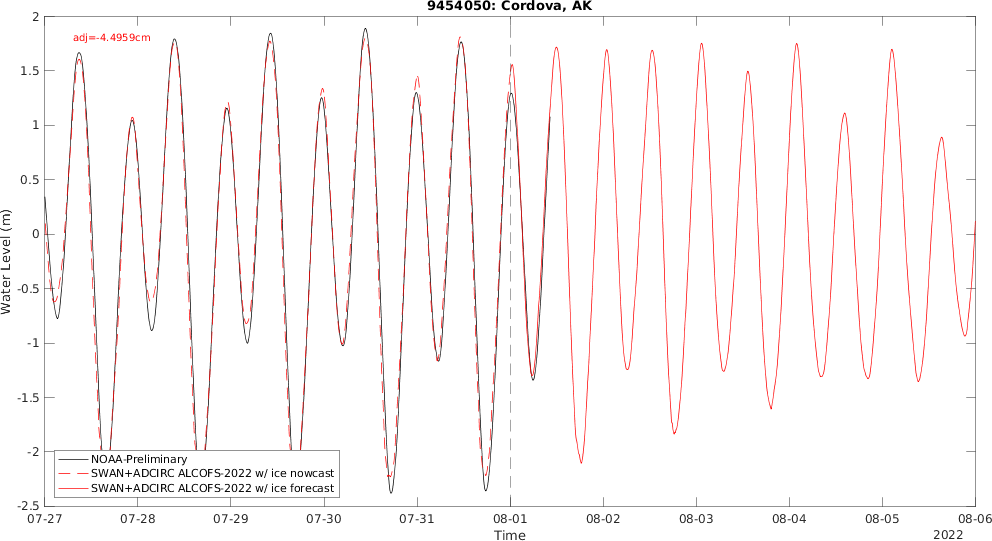 9454050: Cordova, AK
adj=-4.4959cm
Water Level (m)
2
1.5
1
0.5
0
-0.5
-1
-1.5
-2
-2.5
NOAA-Preliminary
SWAN+ADCIRC ALCOFS-2022 w/ ice nowcast
SWAN+ADCIRC ALCOFS-2022 w/ ice forecast
07-27 07-28 07-29 07-30 07-31 08-01 08-02 08-03 08-04 08-05 08-06
Time
2022